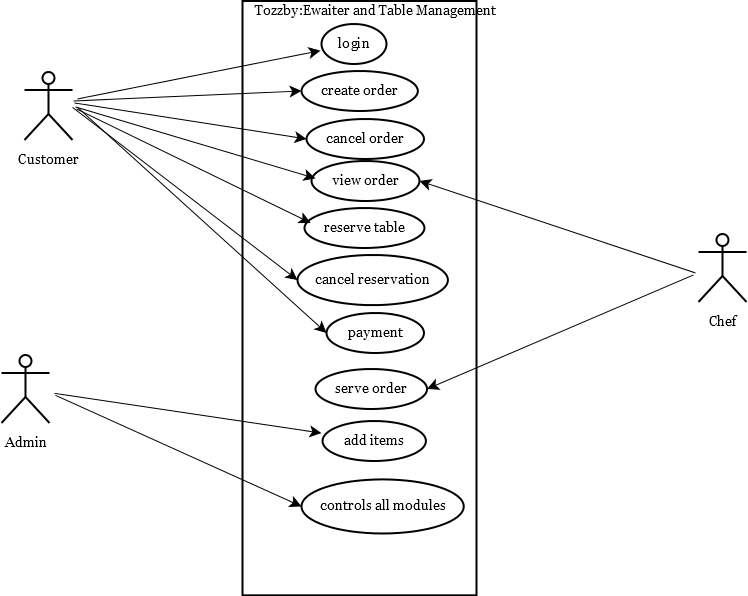 Tozzby:Ewaiter and Table Management
login
create order
cancel order
view order
reserve table
cancel reservation
payment
serve order
add items
controls all modules
Customer
Admin
Chef